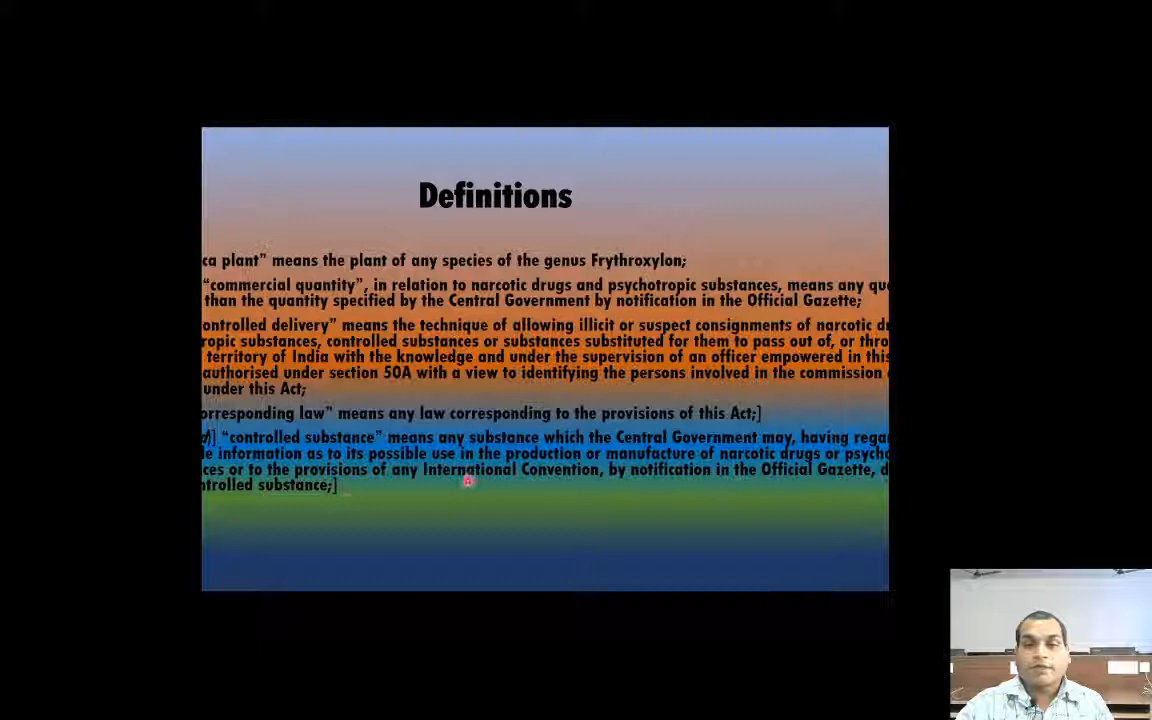 Definitions
ca plant" means the plant of any species of the genus Frythroxylon;
"commercial quantity", in relation to narcotic drugs and psychotropic substances, means any qu
than the quantity specified by the Central Government by notification in the Official Gazette;
ontrolled delivery" means the technique of allowing illicit or suspect consignments of narcotic d
ropic substances, controlled substances or substances substituted for them to pass out of, or thro
territory of India with the knowledge and under the supervision of an officer empowered in this
authorised under section 50A with a view to identifying the persons involved in the commission
under this Act;
orresponding law" means any law corresponding to the provisions of this Act;]
d)] "controlled substance" means any substance which the Central Government may, having rega
le information as to its possible use in the production or manufacture of narcotic drugs or psycho
ces or to the provisions of any International Convention, by notification in the Official Gazette, d
ntrolled substance;]